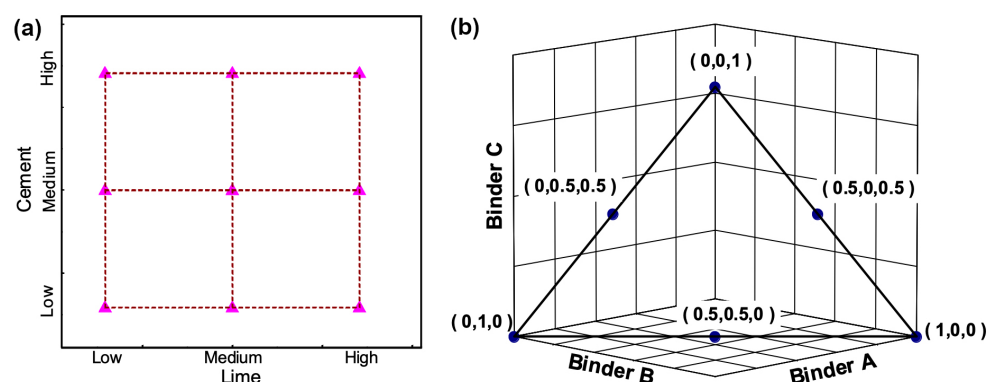 (a)
High
Medium
Low
Cement
Low Medium High
Lime
(b)
( 0,0,1 )
( 0,0.5,0.5 )
( 0.5,0,0.5 )
( 0.5,0.5,0 )
( 0,1,0 )
( 1,0,0 )
Binder C
Binder B
Binder A